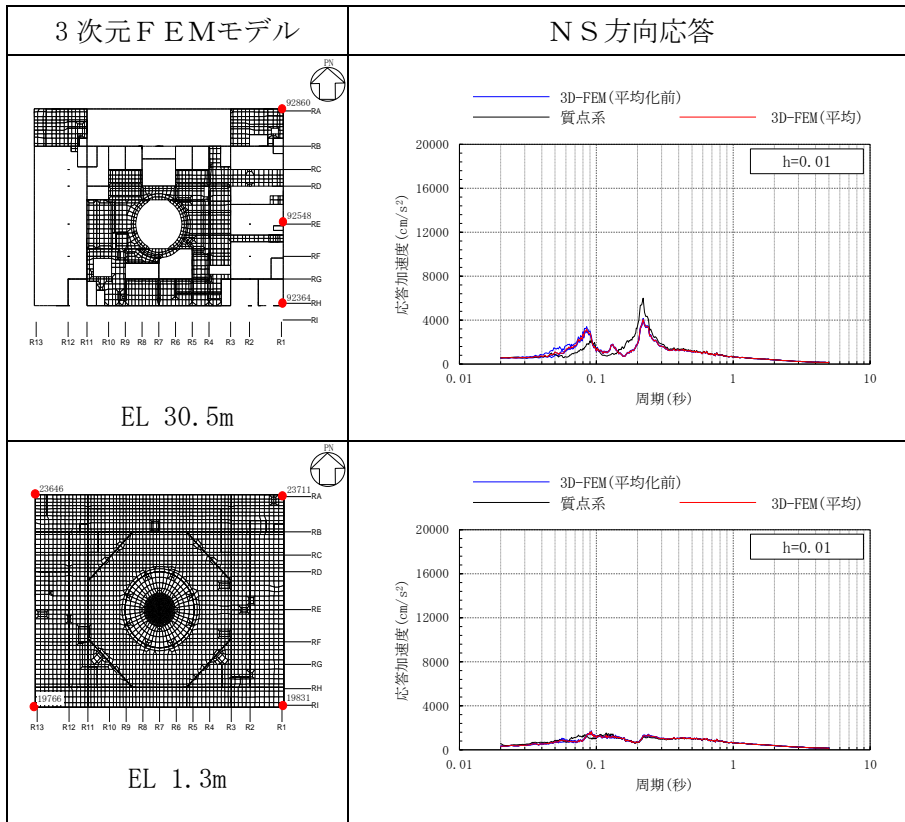 3次元ＦＥＭモデル
ＮＳ方向応答
PN
92860
RA
RB
RC
RD
92548
RE
RF
RG
92364
RH
RI
R13 R12 R11 R10 R9 R8 R7 R6 R5 R4 R3 R2 R1
EL 30.5m
3D-FEM(平均化前)
質点系 3D-FEM(平均)
h=0.01
20000
16000
12000
8000
4000
0
応答加速度(cm/s²)
0.01 0.1 1 10
周期(秒)
PN
23646 23711
RA
RB
RC
RD
RE
RF
RG
RH
19766 19831
RI
R13 R12 R11 R10 R9 R8 R7 R6 R5 R4 R3 R2 R1
EL 1.3m
3D-FEM(平均化前)
質点系 3D-FEM(平均)
h=0.01
20000
16000
12000
8000
4000
0
応答加速度(cm/s²)
0.01 0.1 1 10
周期(秒)